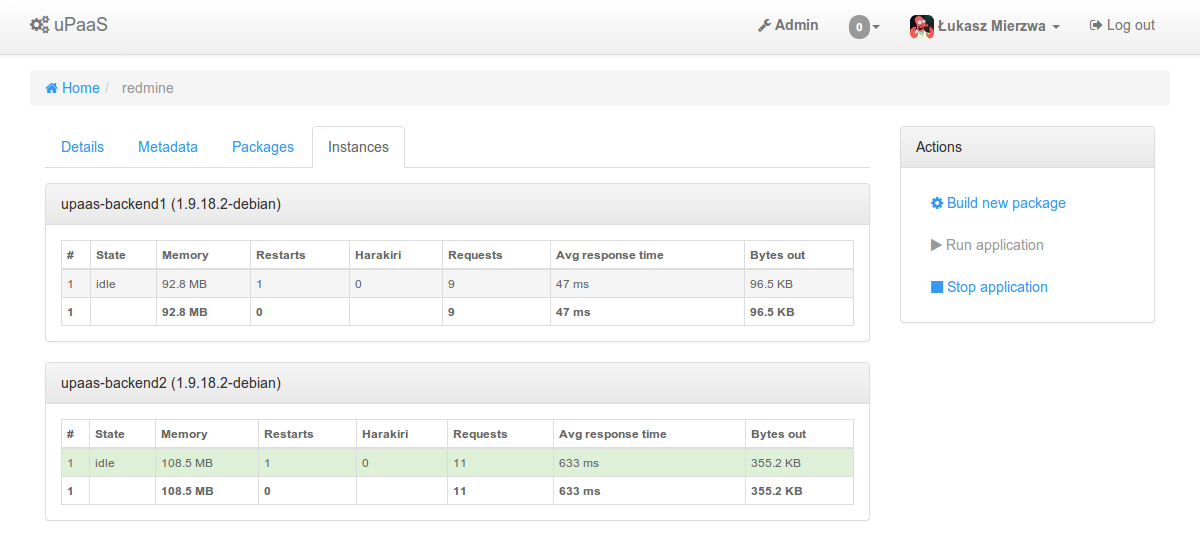 uPaaS
Admin 0 Łukasz Mierzwa Log out
Home / redmine
Details Metadata Packages Instances
upaas-backend1 (1.9.18.2-debian)
# State Memory Restarts Harakiri Requests Avg response time Bytes out
1 idle 92.8 MB 1 0 9 47 ms 96.5 KB
1 92.8 MB 0 9 47 ms 96.5 KB
upaas-backend2 (1.9.18.2-debian)
# State Memory Restarts Harakiri Requests Avg response time Bytes out
1 idle 108.5 MB 1 0 11 633 ms 355.2 KB
1 108.5 MB 0 11 633 ms 355.2 KB
Actions
Build new package
Run application
Stop application